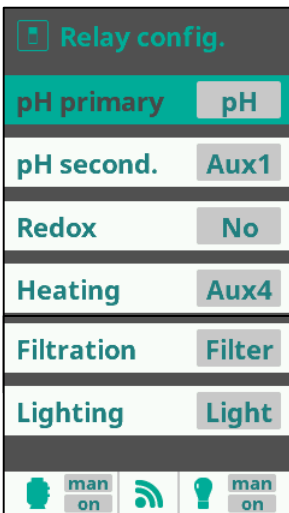 Relay config.
pH primary pH
pH second. Aux1
Redox No
Heating Aux4
Filtration Filter
Lighting Light
man man
on on